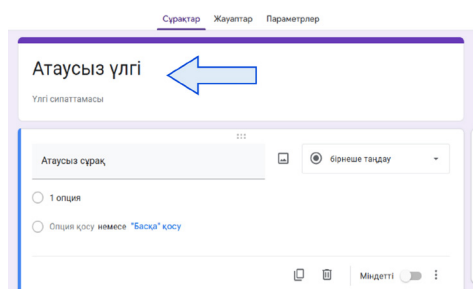 Сұрақтар Жауаптар Параметрлер
Атаусыз үлгі
Үлгі сипаттамасы
Атаусыз сұрақ
бірнеше таңдау
1 опция
Опция қосу немесе "Басқа" қосу
Міндетті